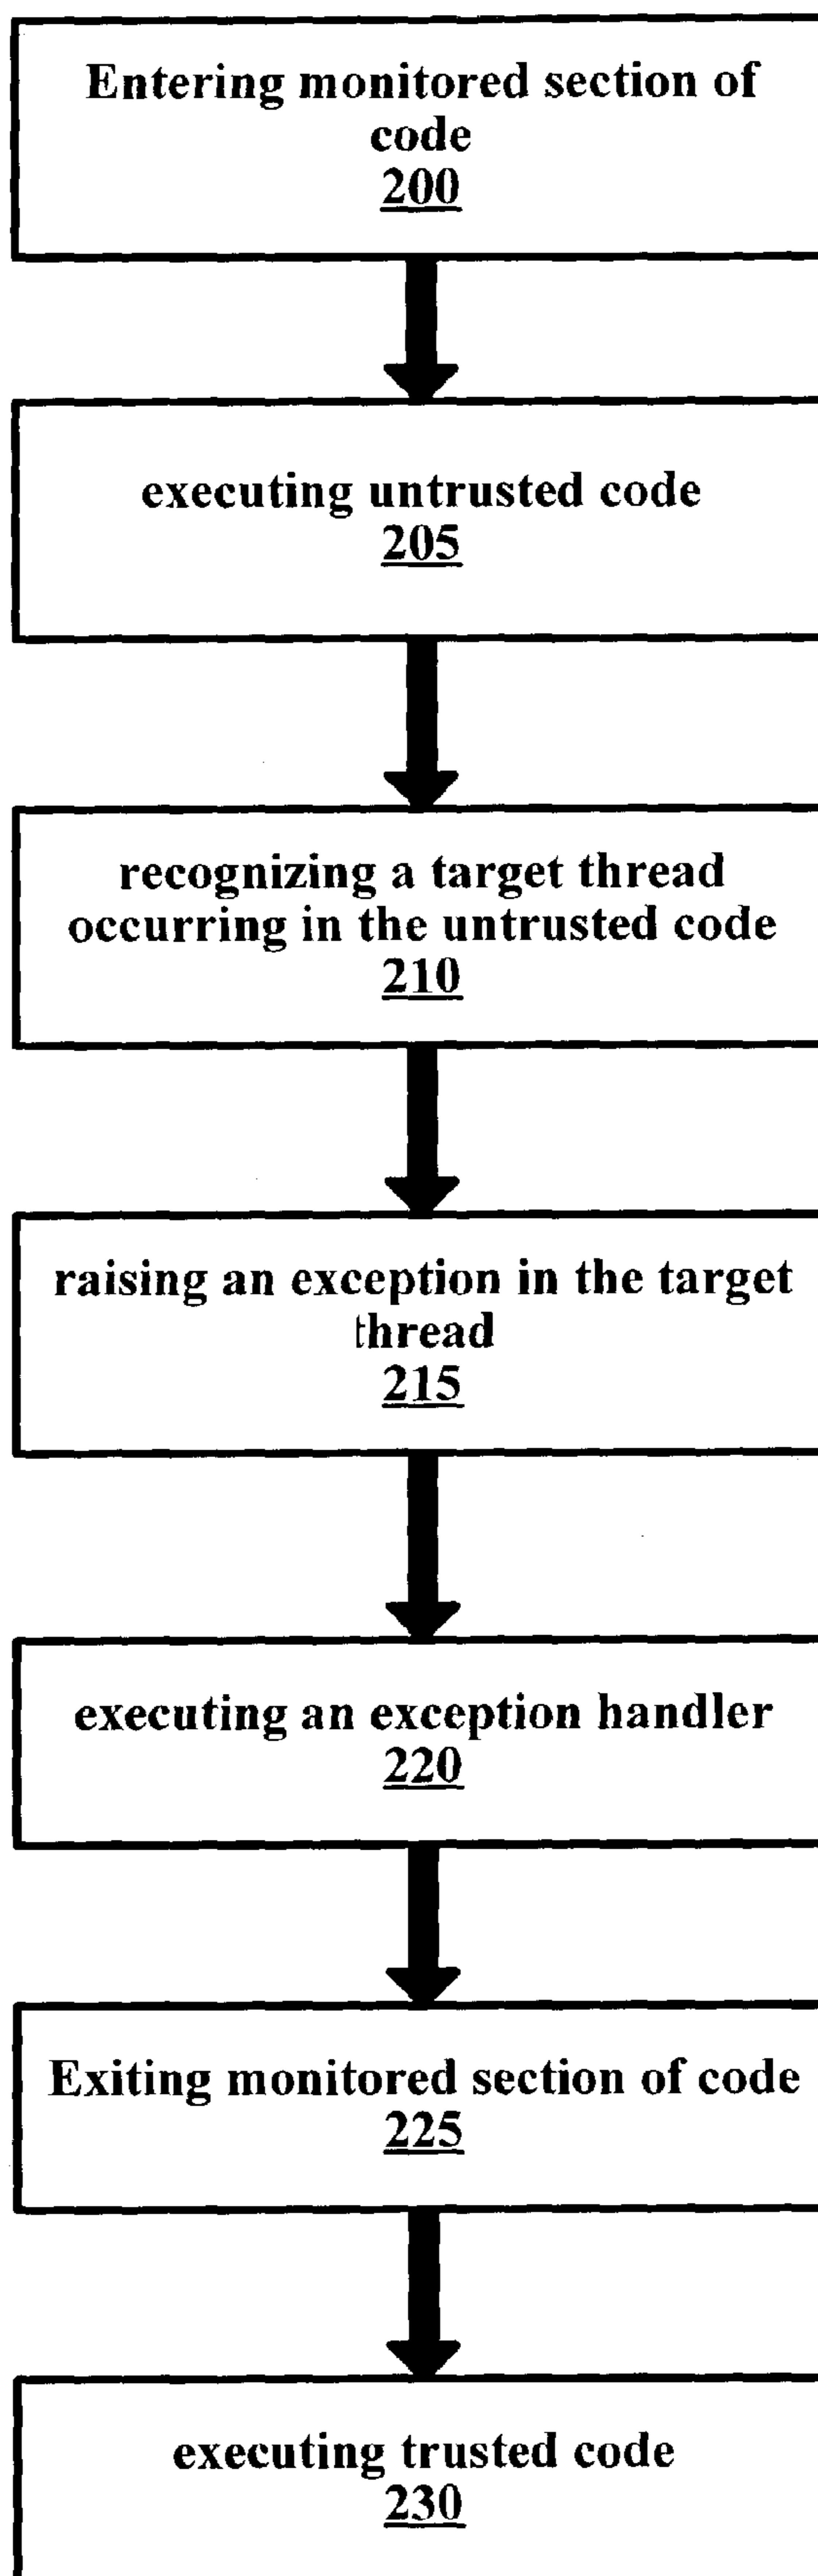 Entering monitored section of
code
200
executing untrusted code
205
recognizing a target thread
occurring in the untrusted code
210
raising an exception in the target
thread
215
executing an exception handler
220
Exiting monitored section of code
225
executing trusted code
230